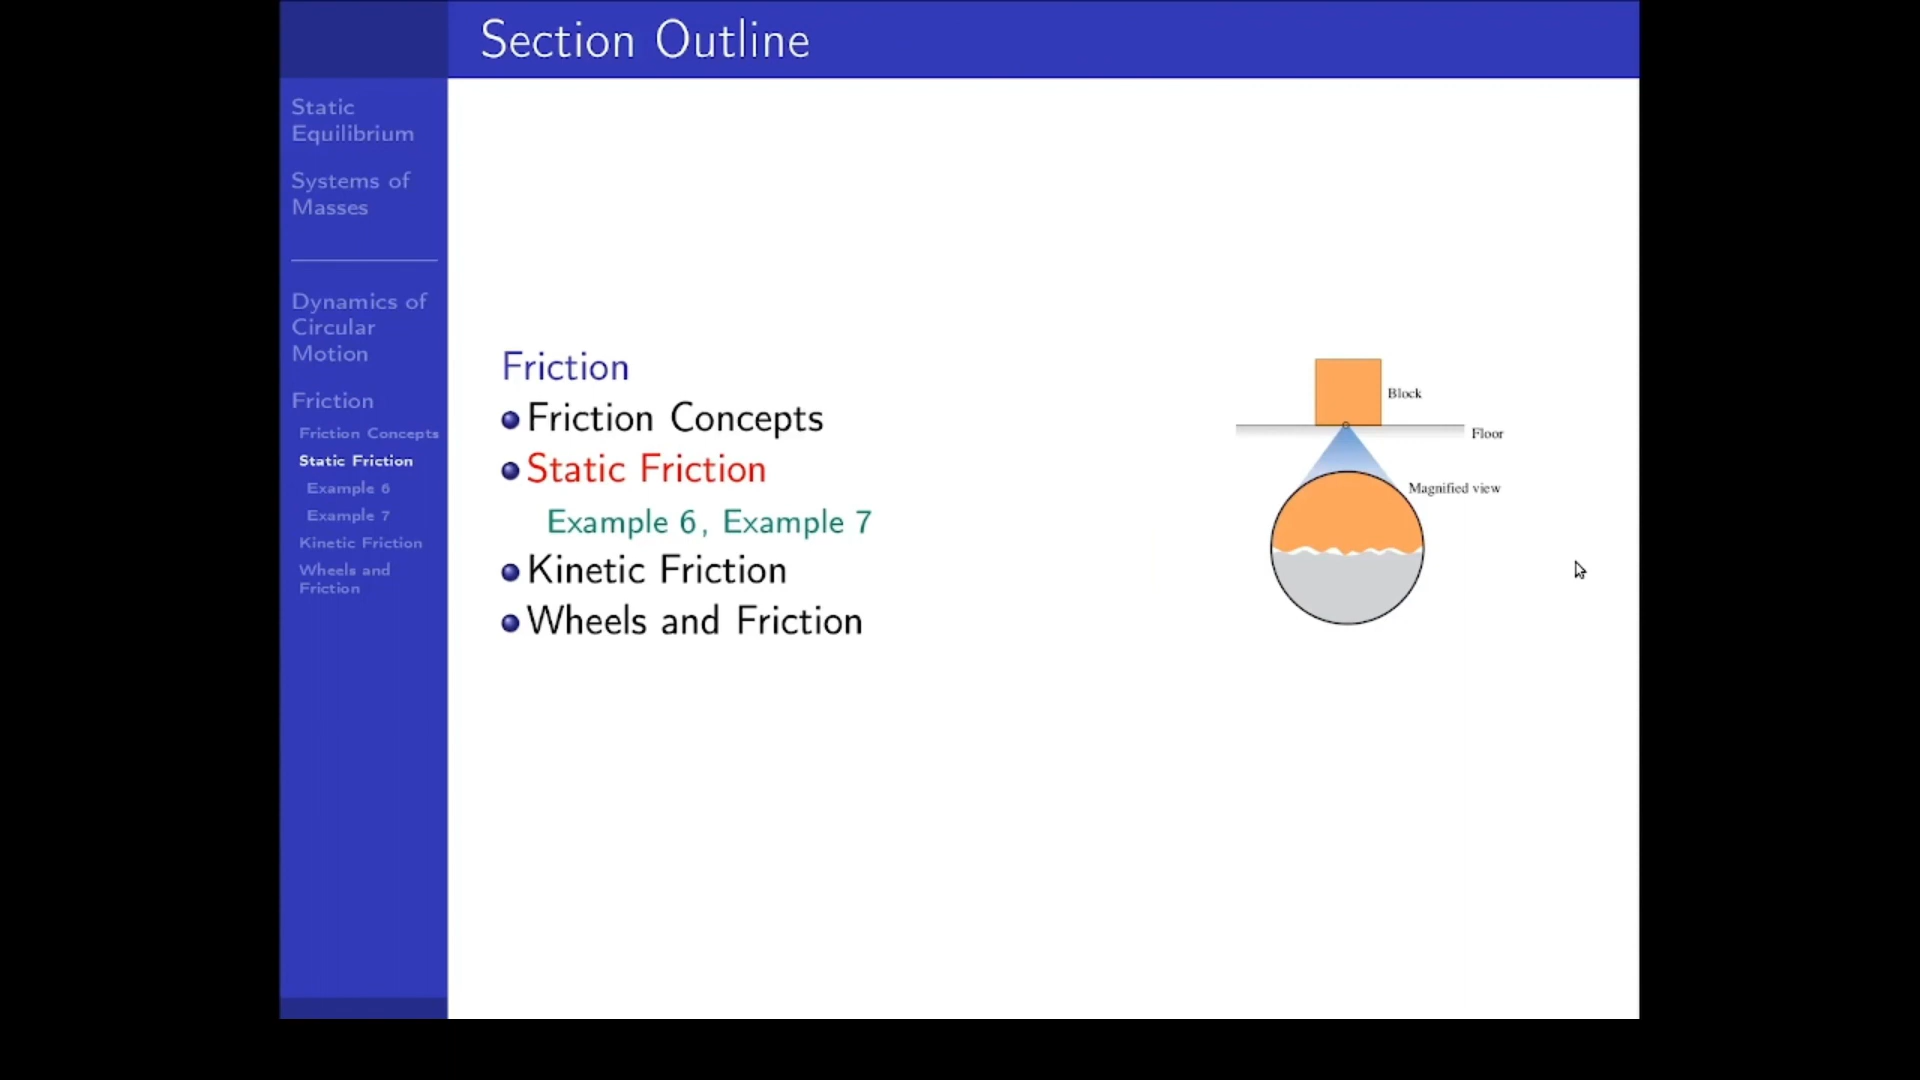 Section Outline
Static
Equilibrium
Systems of
Masses
Dynamics of
Circular
Motion
Friction
Friction Concepts
Static Friction
Example 6
Example 7
Kinetic Friction
Wheels and
Friction
Friction
Friction Concepts
Static Friction
Example 6, Example 7
Kinetic Friction
Wheels and Friction
Block
Floor
Magnified view